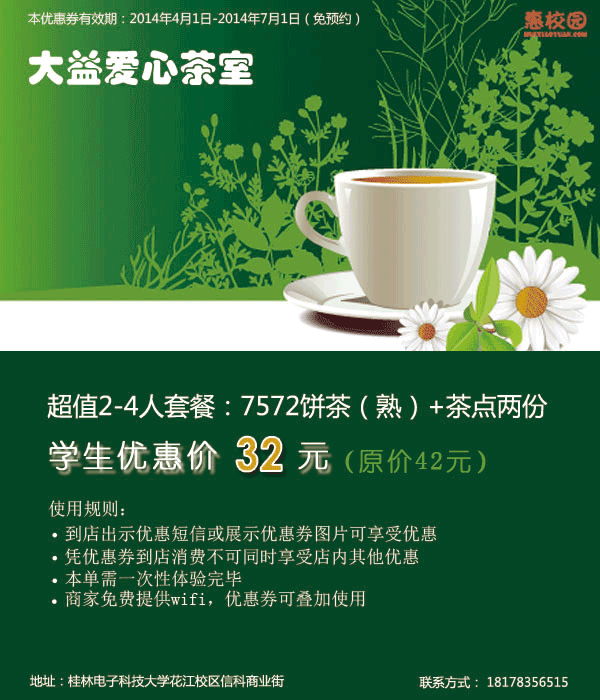 本优惠券有效期：2014年4月1日-2014年7月1日（免预约）
惠校园
HUIXIAOYUAN.COM
大益爱心茶室
超值2-4人套餐：7572饼茶（熟）+茶点两份
学生优惠价 32 元（原价42元）
使用规则：
• 到店出示优惠短信或展示优惠券图片可享受优惠
• 凭优惠券到店消费不可同时享受店内其他优惠
• 本单需一次性体验完毕
• 商家免费提供wifi，优惠券可叠加使用
地址：桂林电子科技大学花江校区信科商业街
联系方式： 18178356515